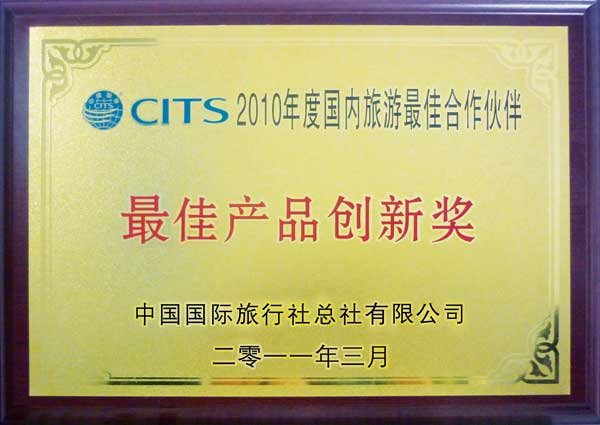 CITS 2010年度国内旅游最佳合作伙伴
最佳产品创新奖
中国国际旅行社总社有限公司
二零一一年三月